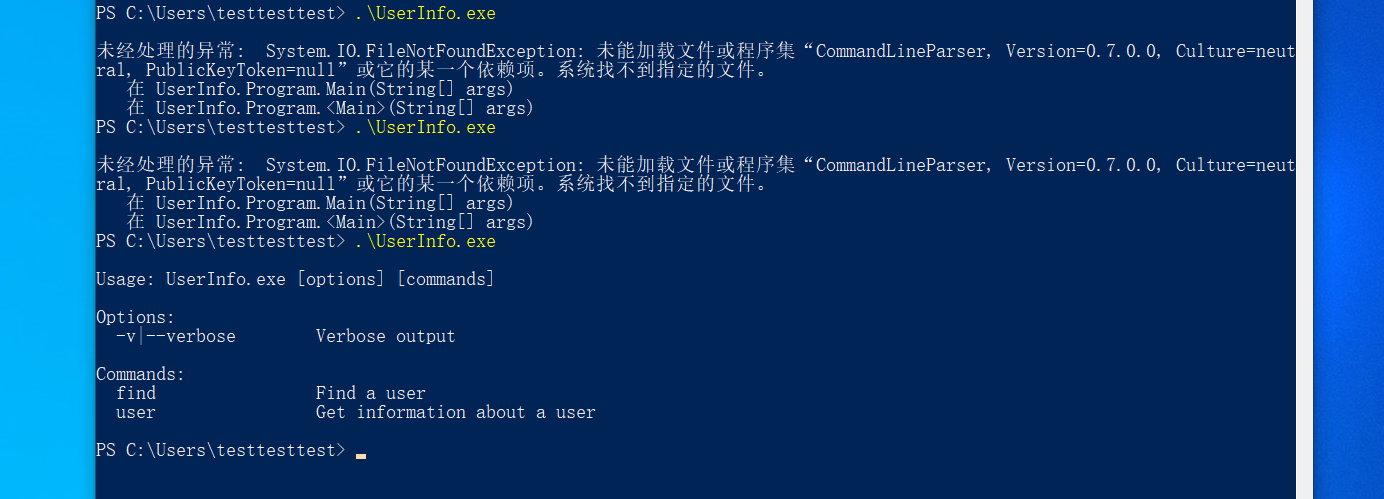 PS C:\Users\testtesttest> .\UserInfo.exe
未经处理的异常:  System.IO.FileNotFoundException: 未能加载文件或程序集“CommandLineParser, Version=0.7.0.0, Culture=neut
ral, PublicKeyToken=null”或它的某一个依赖项。系统找不到指定的文件。
   在 UserInfo.Program.Main(String[] args)
   在 UserInfo.Program.<Main>(String[] args)
PS C:\Users\testtesttest> .\UserInfo.exe
未经处理的异常:  System.IO.FileNotFoundException: 未能加载文件或程序集“CommandLineParser, Version=0.7.0.0, Culture=neut
ral, PublicKeyToken=null”或它的某一个依赖项。系统找不到指定的文件。
   在 UserInfo.Program.Main(String[] args)
   在 UserInfo.Program.<Main>(String[] args)
PS C:\Users\testtesttest> .\UserInfo.exe
Usage: UserInfo.exe [options] [commands]
Options:
  -v|--verbose        Verbose output
Commands:
  find                Find a user
  user                Get information about a user
PS C:\Users\testtesttest>